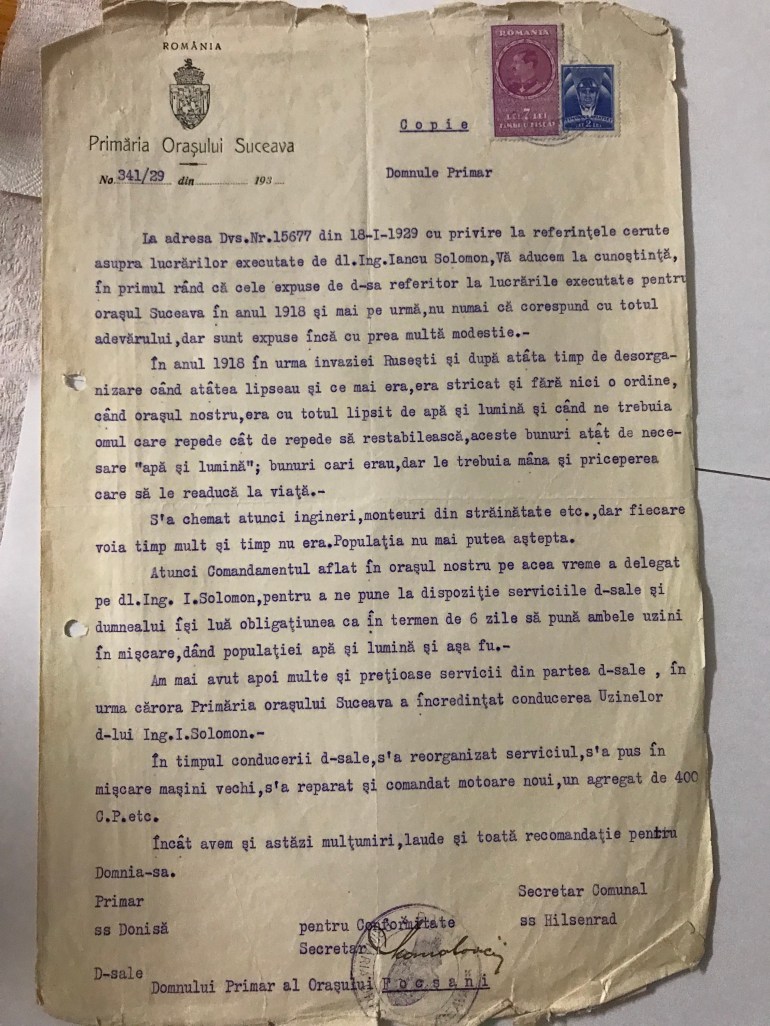 ROMÂNIA
Primăria Orașului Suceava
No. 341/29 din 193
ROMANIA
LEI 2 LEI
TIMBRU FISCAL
C o p i e
Domnule Primar
La adresa Dvs.Nr.15677 din 18-I-1929 cu privire la referințele cerute
asupra lucrărilor executate de dl.Ing.Iancu Solomon,Vă aducem la cunoștință,
în primul rând că cele expuse de d-sa referitor la lucrările executate pentru
orașul Suceava în anul 1918 și mai pe urmă,nu numai că corespund cu totul
adevărului,dar sunt expuse încă cu prea multă modestie.-
În anul 1918 în urma invaziei Rusești și după atâta timp de desorga-
nizare când atâtea lipseau și ce mai era,era stricat și fără nici o ordine,
când orașul nostru,era cu totul lipsit de apă și lumină și când ne trebuia
omul care repede cât de repede să restabilească,aceste bunuri atât de nece-
sare "apă și lumină"; bunuri cari erau,dar le trebuia mâna și priceperea
care să le readucă la viață.-
S'a chemat atunci ingineri,monteuri din străinătate etc.,dar fiecare
voia timp mult și timp nu era.Populația nu mai putea aștepta.
Atunci Comandamentul aflat în orașul nostru pe acea vreme a delegat
pe dl.Ing. I.Solomon,pentru a ne pune la dispoziție serviciile d-sale și
dumnealui își luă obligațiunea ca în termen de 6 zile să pună ambele uzini
în mișcare,dând populației apă și lumină și așa fu.-
Am mai avut apoi multe și prețioase servicii din partea d-sale , în
urma cărora Primăria orașului Suceava a încredințat conducerea Uzinelor
d-lui Ing.I.Solomon.-
În timpul conducerii d-sale,s'a reorganizat serviciul,s'a pus în
mișcare mașini vechi,s'a reparat și comandat motoare noui,un agregat de 400
C.P.etc.
Încât avem și astăzi mulțumiri,laude și toată recomandație pentru
Domnia-sa.
Primar
ss Donisă
Secretar Comunal
ss Hilsenrad
pentru Conformitate
Secretar
D-sale
Domnului Primar al Orașului F o c s a n i